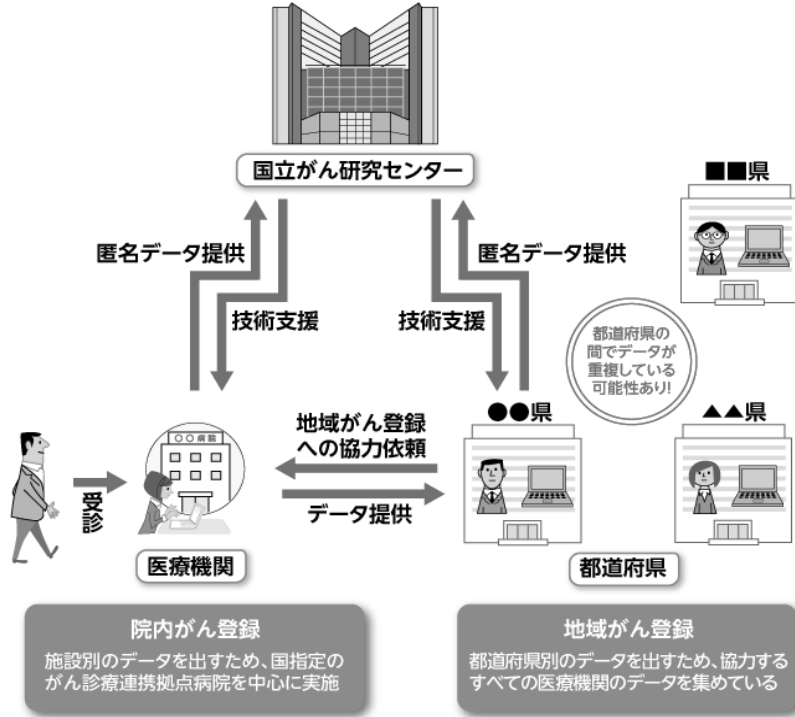 国立がん研究センター
■■県
匿名データ提供
匿名データ提供
技術支援
技術支援
都道府県の
間でデータが
重複している
可能性あり!
●●県
▲▲県
地域がん登録
への協力依頼
○○病院
受診
データ提供
医療機関
都道府県
院内がん登録
施設別のデータを出すため、国指定の
がん診療連携拠点病院を中心に実施
地域がん登録
都道府県別のデータを出すため、協力する
すべての医療機関のデータを集めている